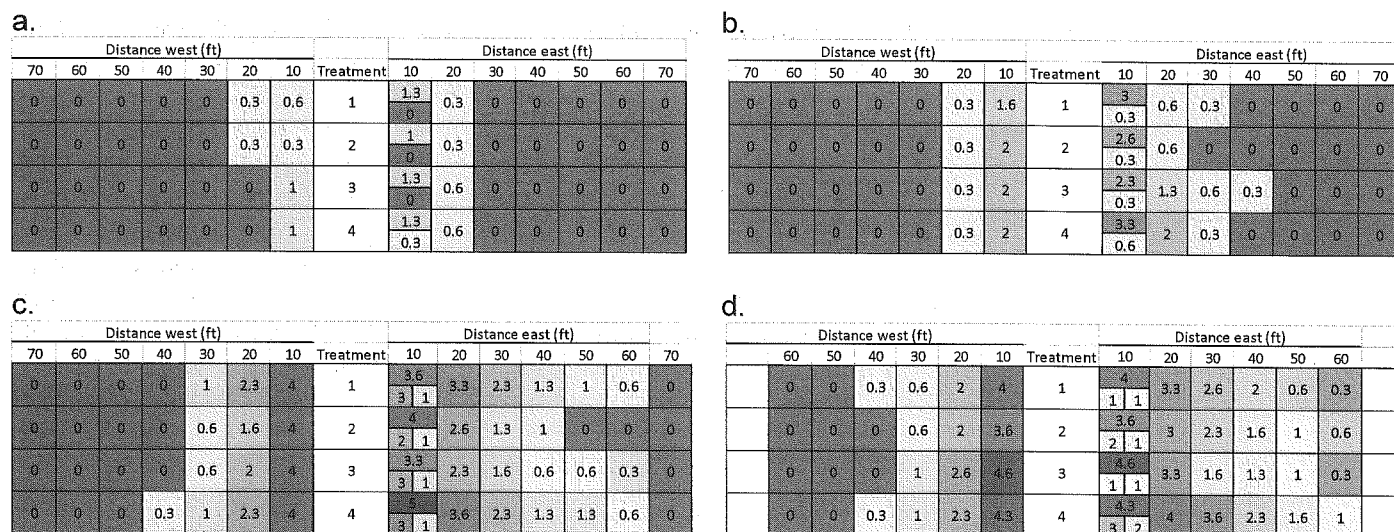 a.
Distance west (ft) Distance east (ft)
70 60 50 40 30 20 10 Treatment 10 20 30 40 50 60 70
0 0 0 0 0 0.3 0.6 1 1.3 0 0.3 0 0 0 0 0
0 0 0 0 0 0.3 0.3 2 1 0 0.3 0 0 0 0 0
0 0 0 0 0 0 1 3 1.3 0 0.6 0 0 0 0 0
0 0 0 0 0 0 1 4 1.3 0.3 0.6 0 0 0 0 0
b.
Distance west (ft) Distance east (ft)
70 60 50 40 30 20 10 Treatment 10 20 30 40 50 60 70
0 0 0 0 0 0.3 1.6 1 3 0.3 0.6 0.3 0 0 0 0
0 0 0 0 0 0.3 2 2 2.6 0.3 0.6 0 0 0 0 0
0 0 0 0 0 0.3 2 3 2.3 0.3 1.3 0.6 0.3 0 0 0
0 0 0 0 0 0.3 2 4 3.3 0.6 2 0.3 0 0 0 0
c.
Distance west (ft) Distance east (ft)
70 60 50 40 30 20 10 Treatment 10 20 30 40 50 60 70
0 0 0 0 1 2.3 4 1 3.6 3 1 3.3 2.3 1.3 1 0.6 0
0 0 0 0 0.6 1.6 4 2 4 2 1 2.6 1.3 1 0 0 0
0 0 0 0 0.6 2 4 3 3.3 3 1 2.3 1.6 0.6 0.6 0.3 0
0 0 0 0.3 1 2.3 4 4 5 3 1 3.6 2.3 1.3 1.3 0.6 0
d.
Distance west (ft) Distance east (ft)
60 50 40 30 20 10 Treatment 10 20 30 40 50 60
0 0 0.3 0.6 2 4 1 4 1 1 3.3 2.6 2 0.6 0.3
0 0 0 0.6 2 3.6 2 3.6 2 1 3 2.3 1.6 1 0.6
0 0 0 1 2.6 4.6 3 4.6 1 1 3.3 1.6 1.3 1 0.3
0 0 0.3 1 2.3 4.3 4 4.3 3 2 4 3.6 2.3 1.6 1